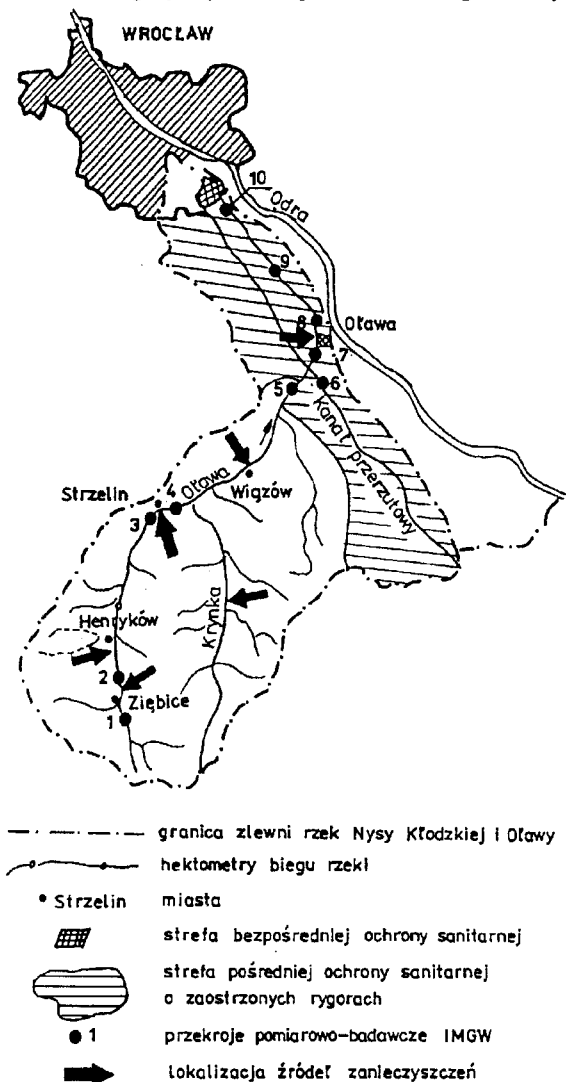 WROCŁAW
10
Odra
9
8
Oława
7
5
6
Kanał przerzutowy
Oława
Wiązów
Strzelin
4
3
Krynka
Henryków
2
Ziębice
1
granica zlewni rzek Nysy Kłodzkiej i Oławy
hektometry biegu rzeki
Strzelin miasta
strefa bezpośredniej ochrony sanitarnej
strefa pośredniej ochrony sanitarnej
o zaostrzonych rygorach
1 przekroje pomiarowo-badawcze IMGW
lokalizacja źródeł zanieczyszczeń